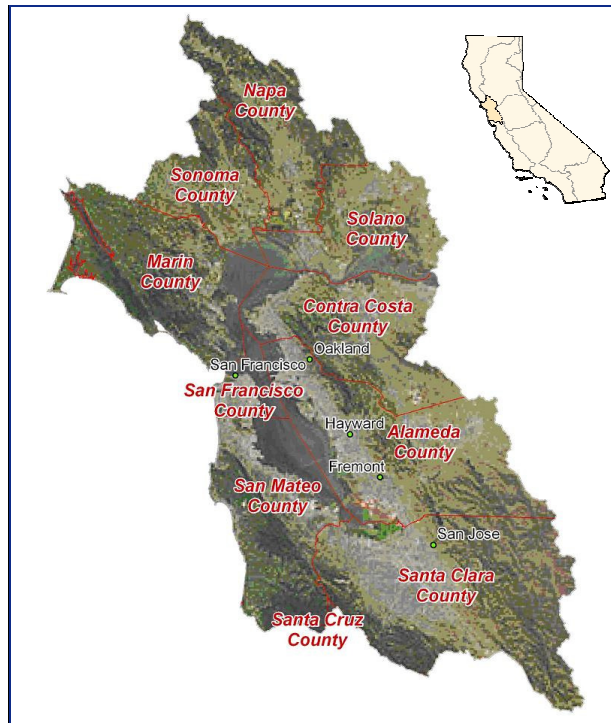 Napa
County
Sonoma
County
Solano
County
Marin
County
Contra Costa
County
Oakland
San Francisco
San Francisco
County
Hayward
Alameda
County
Fremont
San Mateo
County
San Jose
Santa Clara
County
Santa Cruz
County